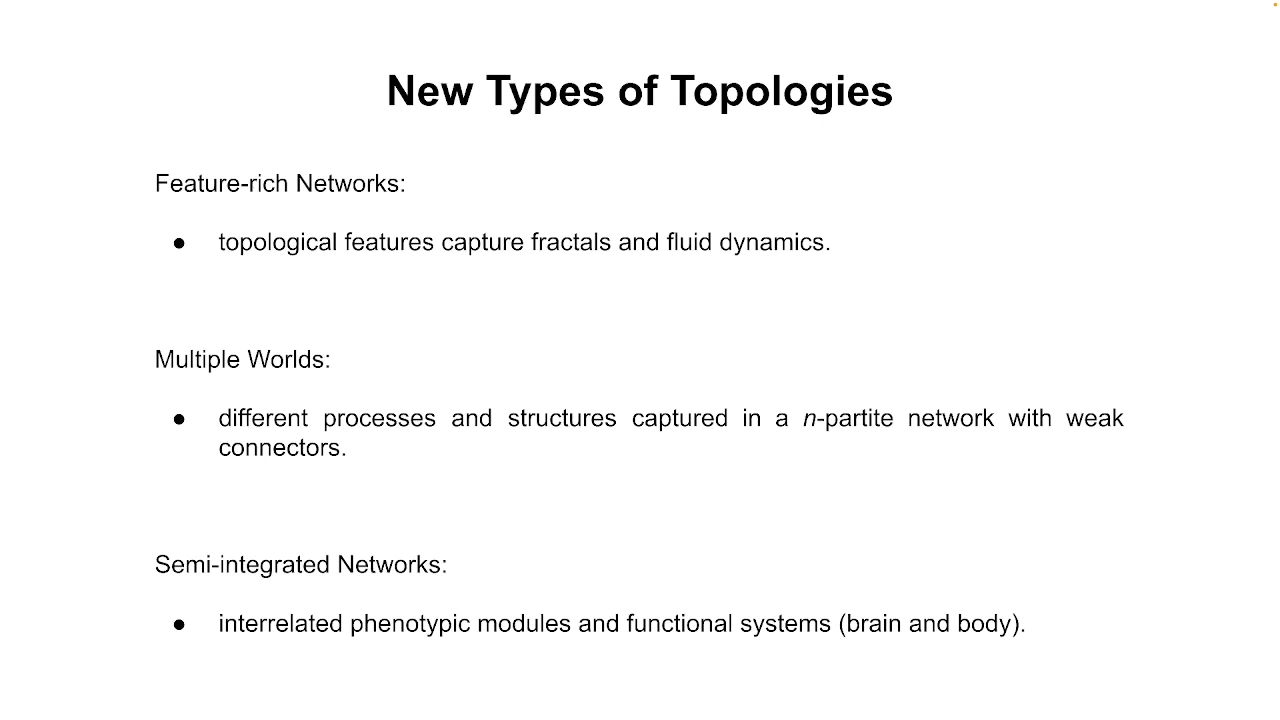 New Types of Topologies
Feature-rich Networks:
● topological features capture fractals and fluid dynamics.
Multiple Worlds:
● different processes and structures captured in a n-partite network with weak
connectors.
Semi-integrated Networks:
● interrelated phenotypic modules and functional systems (brain and body).